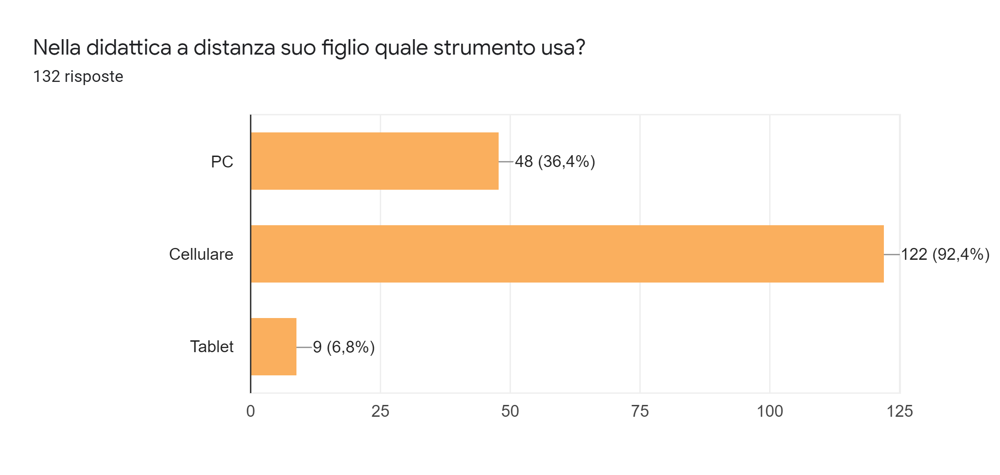 Nella didattica a distanza suo figlio quale strumento usa?
132 risposte
PC
48 (36,4%)
Cellulare
122 (92,4%)
Tablet
9 (6,8%)
0 25 50 75 100 125